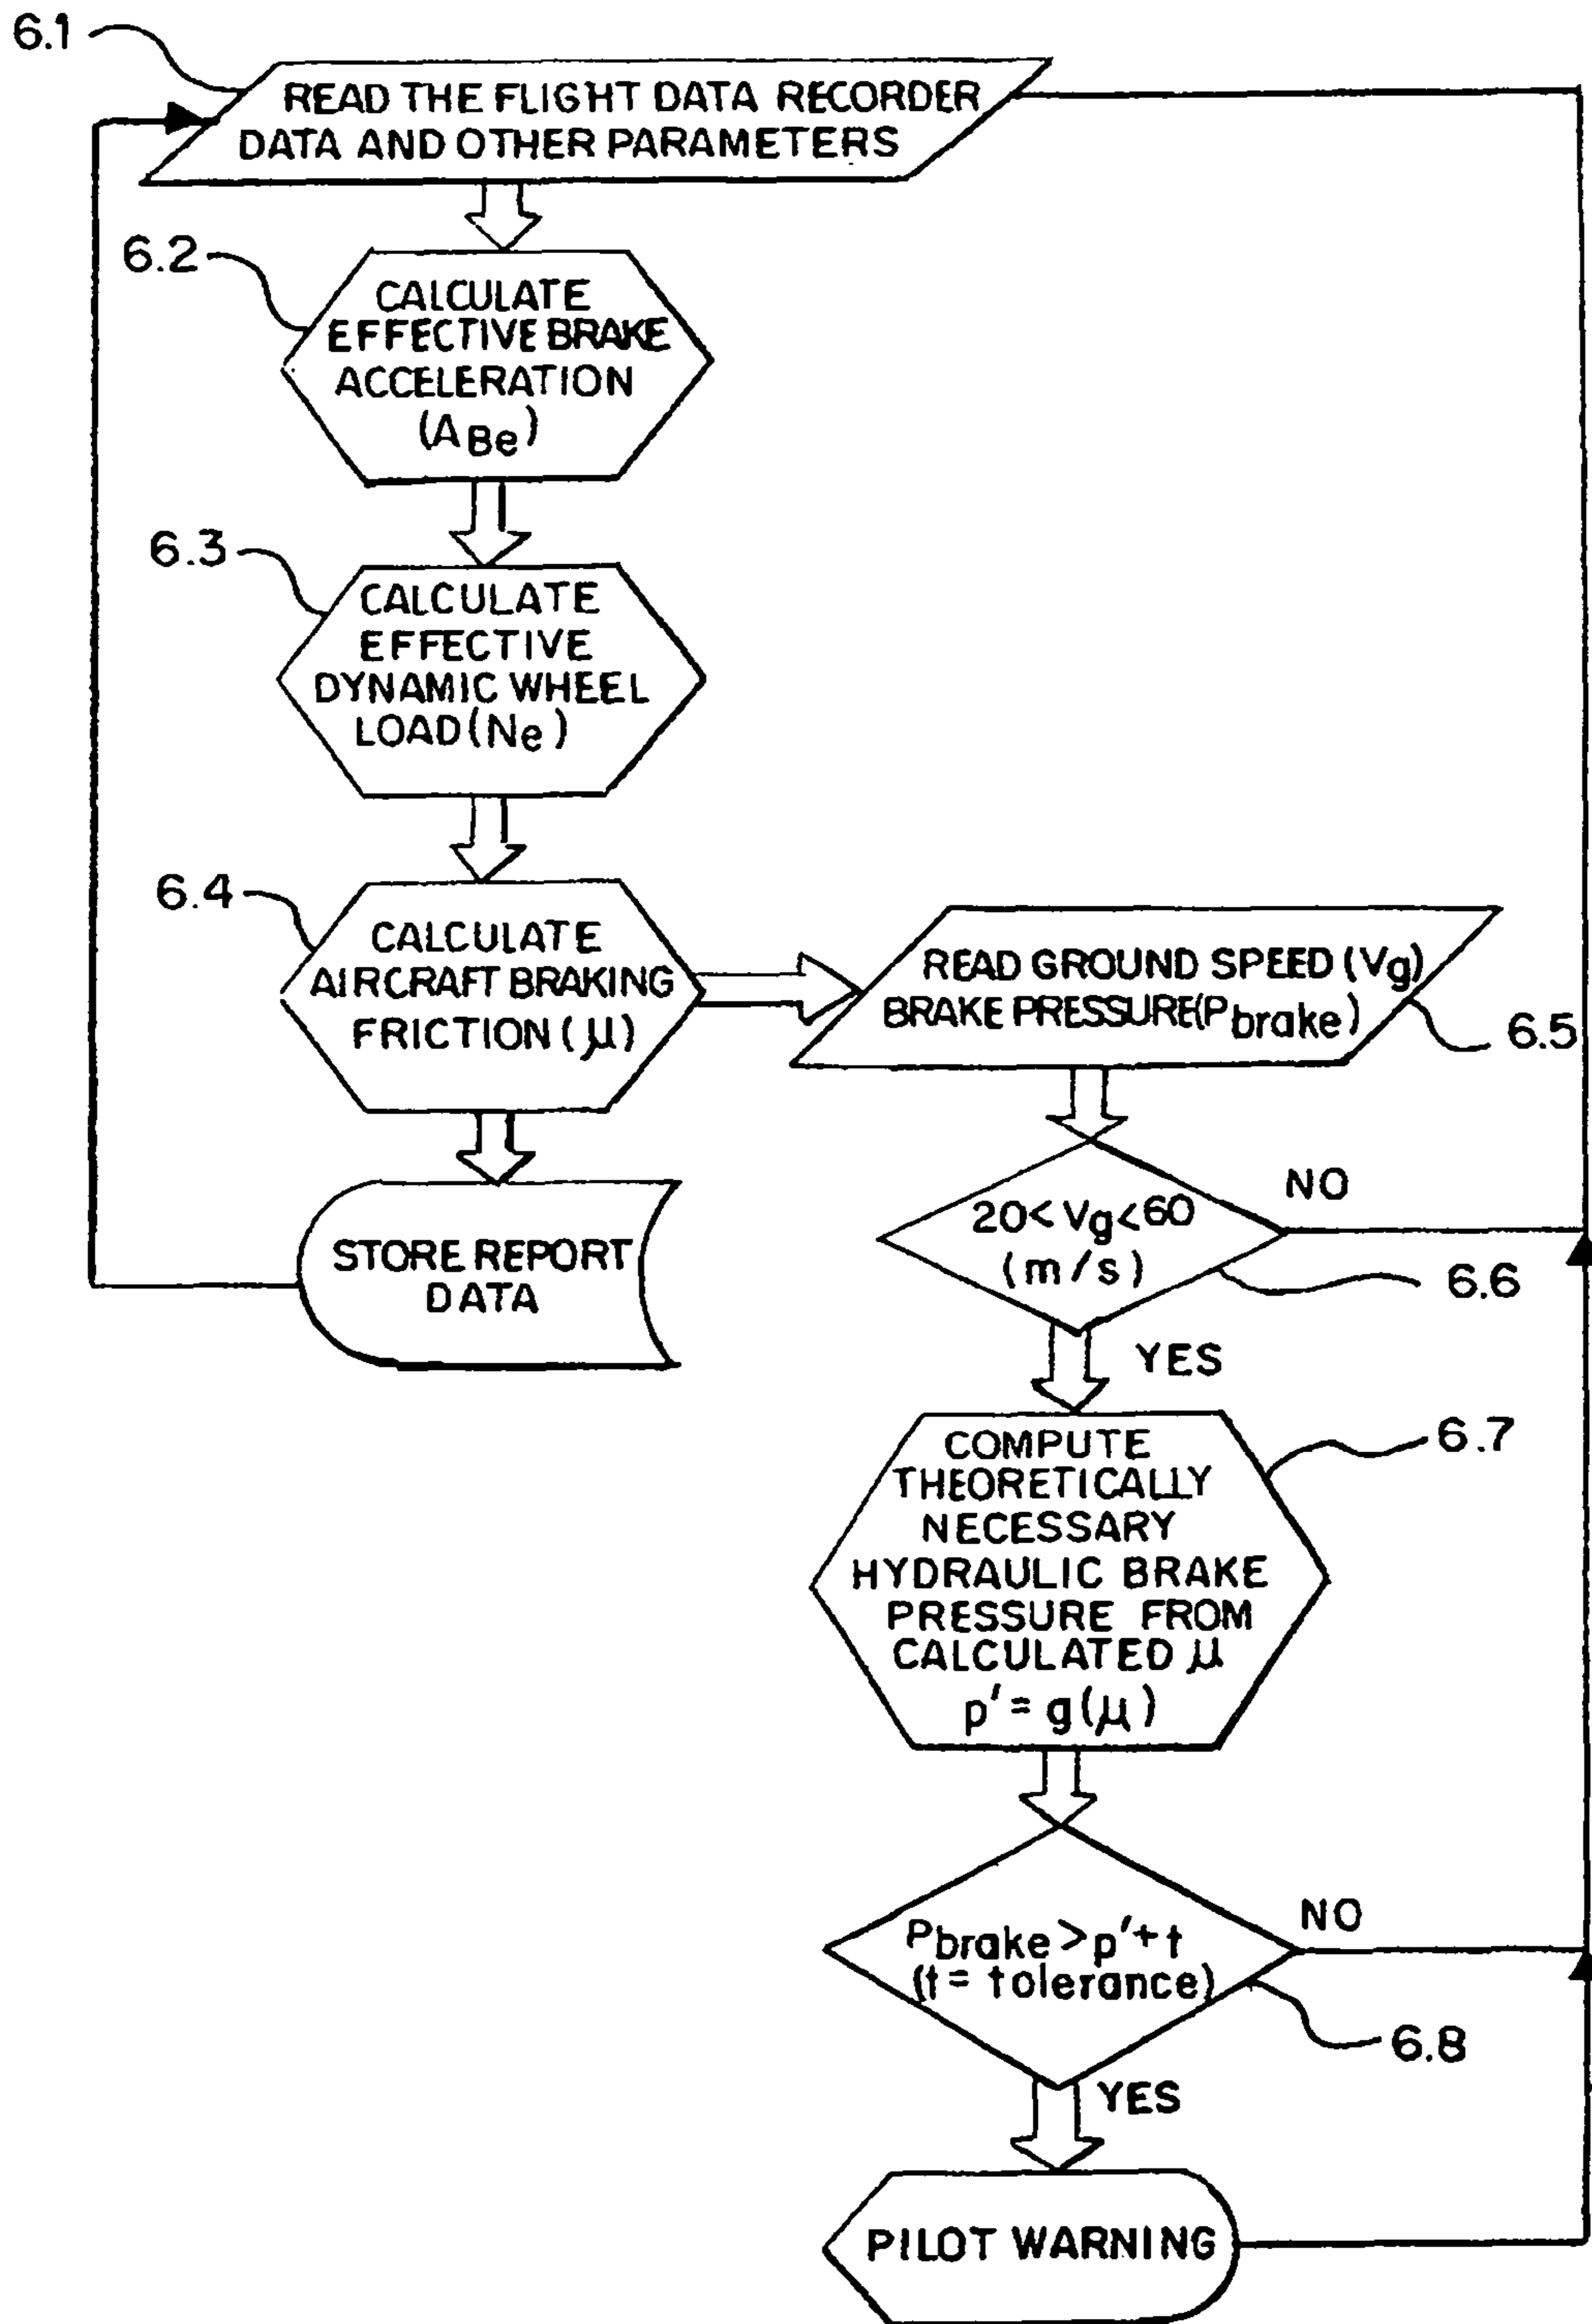 6.1
READ THE FLIGHT DATA RECORDER
DATA AND OTHER PARAMETERS
6.2
CALCULATE
EFFECTIVE BRAKE
ACCELERATION
(ABe)
6.3
CALCULATE
EFFECTIVE
DYNAMIC WHEEL
LOAD(Ne)
6.4
CALCULATE
AIRCRAFT BRAKING
FRICTION(μ)
STORE REPORT
DATA
READ GROUND SPEED (Vg)
BRAKE PRESSURE(Pbrake)
6.5
20<Vg<60
(m/s)
NO
6.6
YES
COMPUTE
THEORETICALLY
NECESSARY
HYDRAULIC BRAKE
PRESSURE FROM
CALCULATED μ
p'=g(μ)
6.7
Pbrake>p'+t
(t= tolerance)
NO
6.8
YES
PILOT WARNING